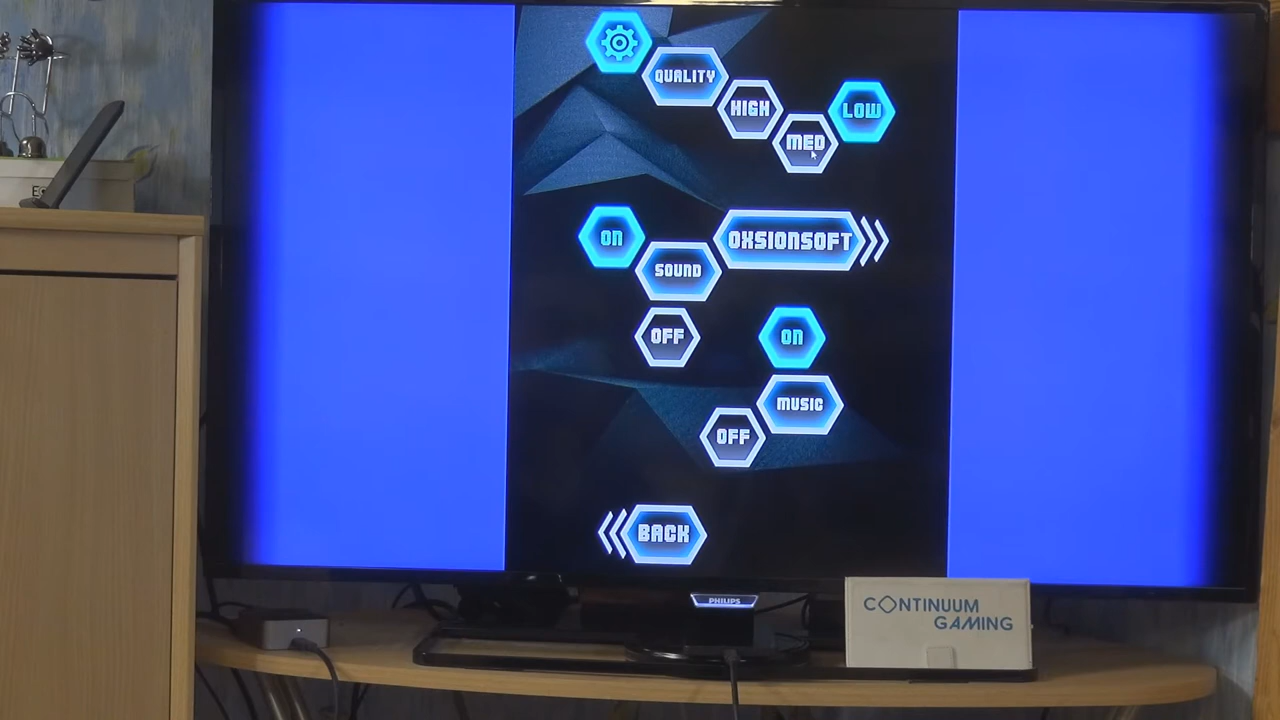 QUALITY
HIGH
LOW
MED
ON
OXSIONSOFT
SOUND
OFF
ON
MUSIC
OFF
BACK
PHILIPS
CONTINUUM
GAMING